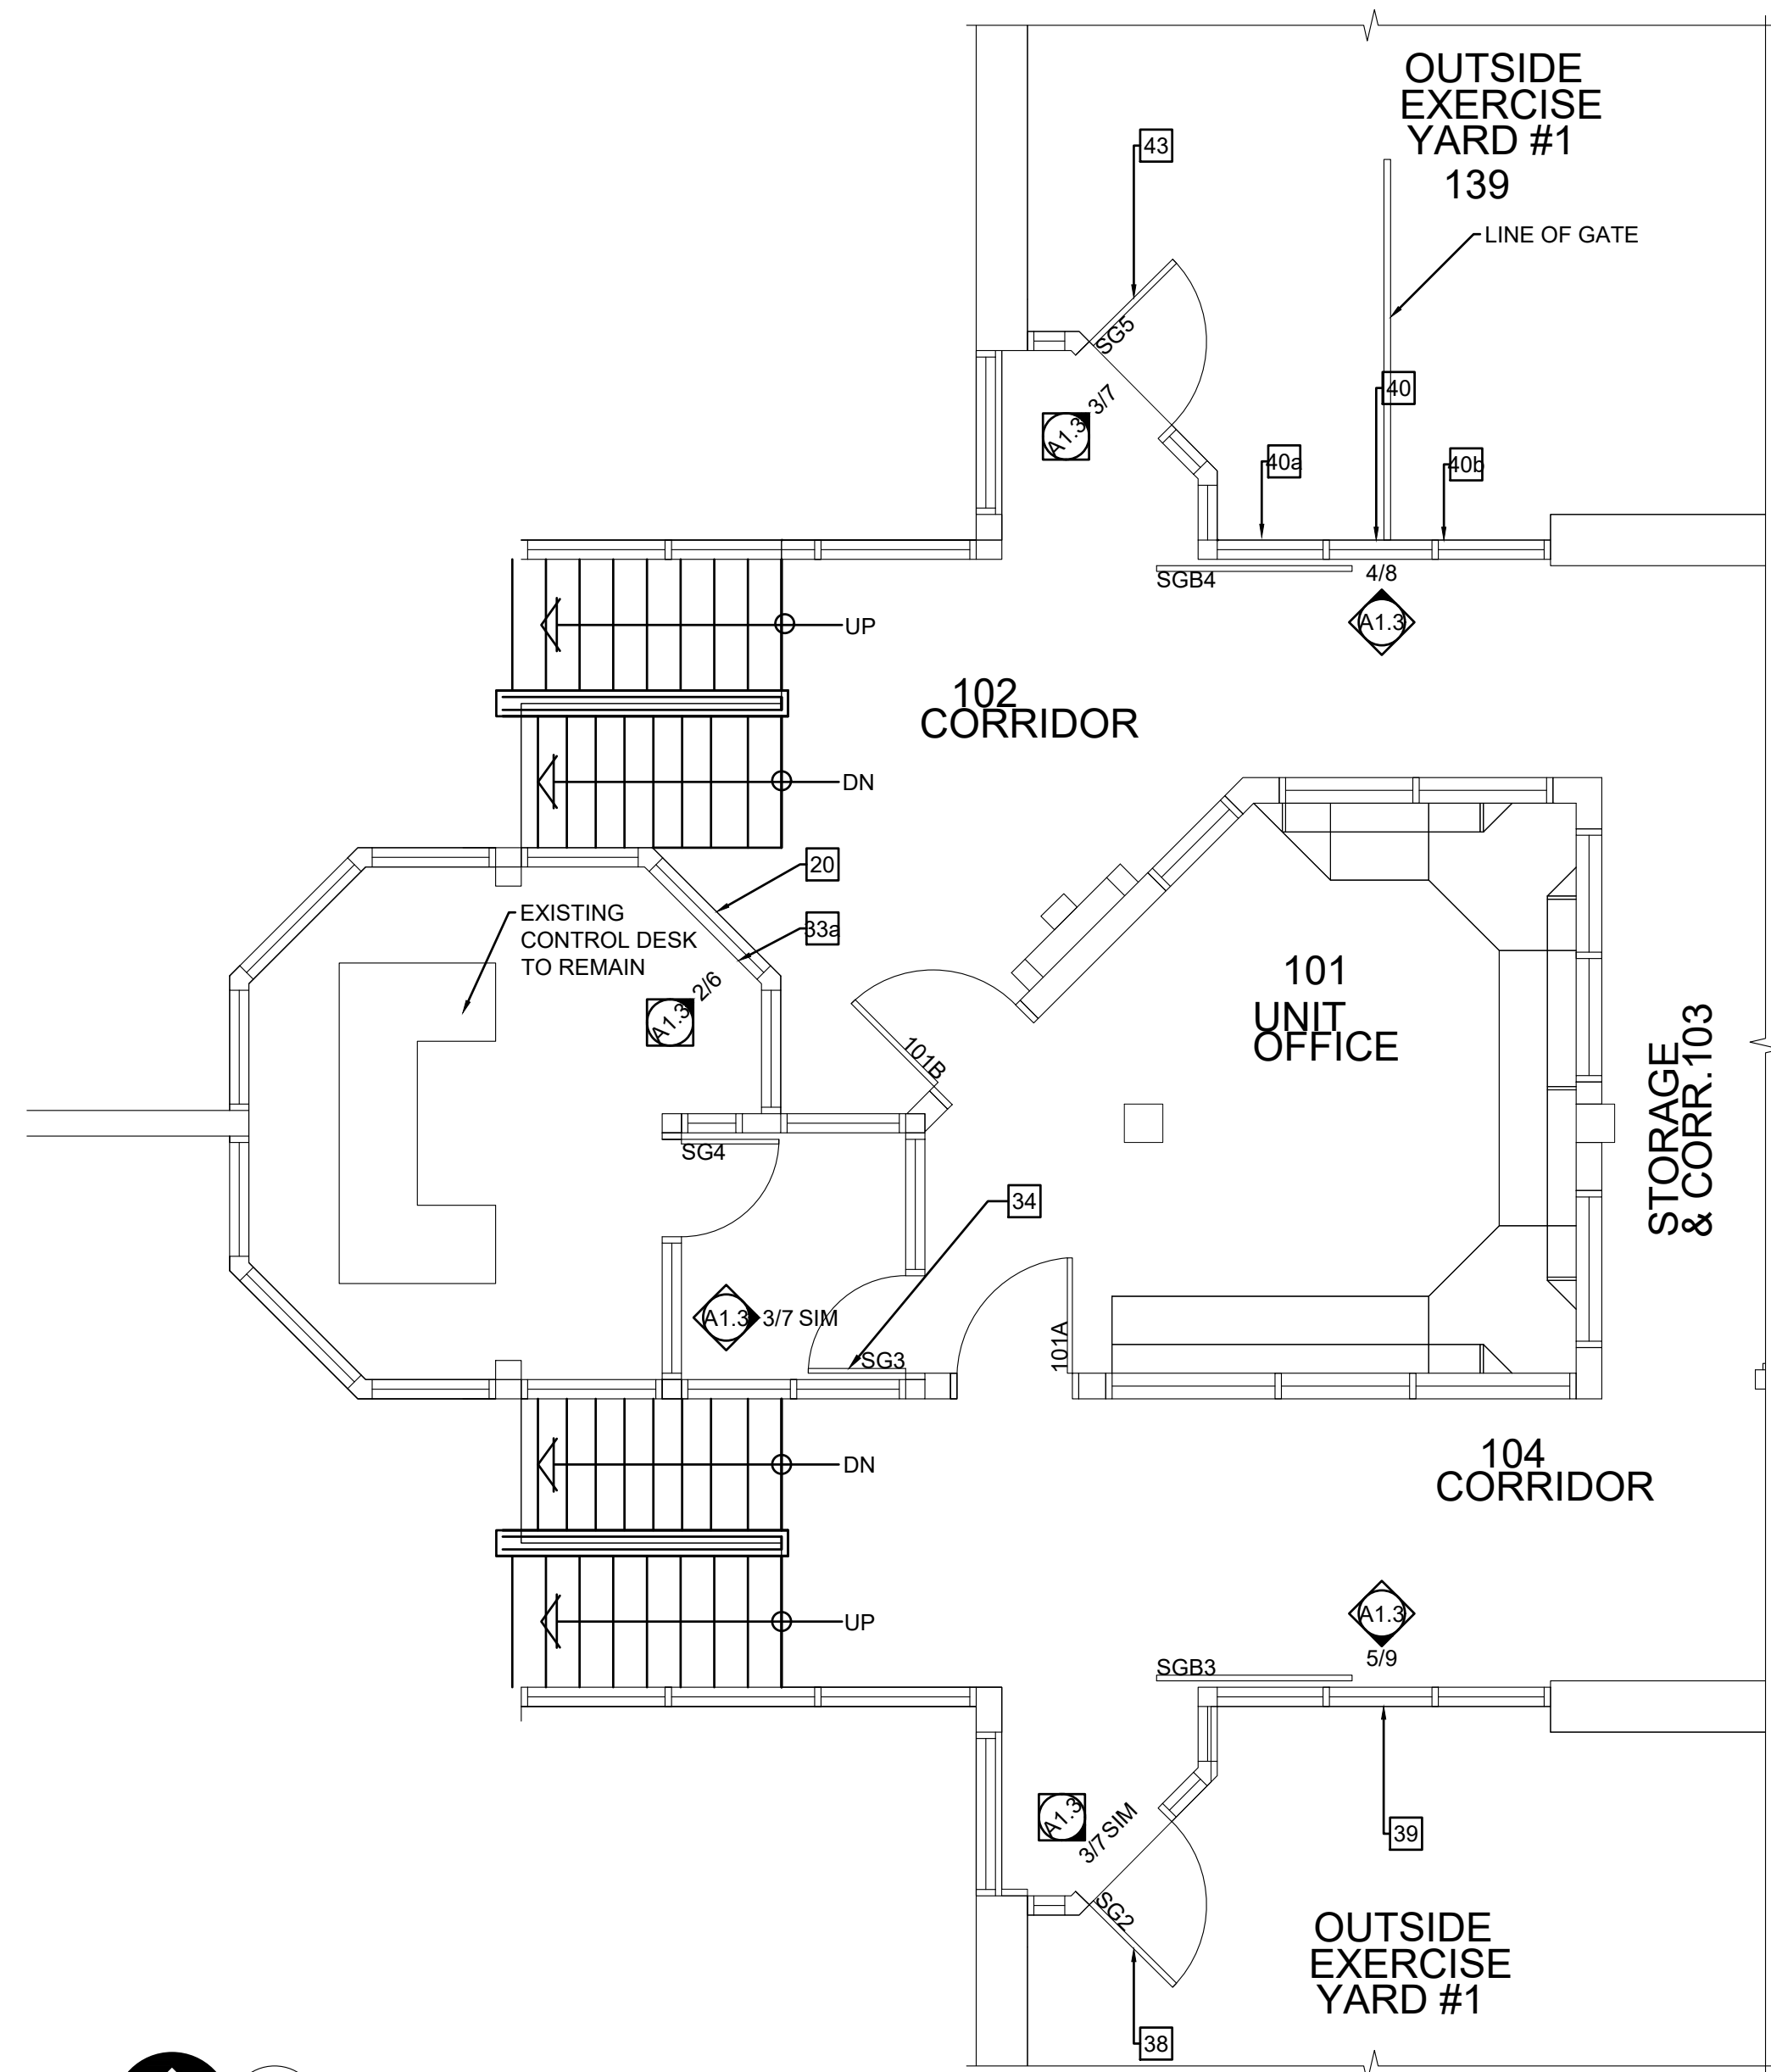 OUTSIDE
EXERCISE
YARD #1
139
43
LINE OF GATE
SG5
40
3/7
A1.3
40a
40b
SGB4
4/8
A1.3
UP
102
CORRIDOR
DN
20
EXISTING
CONTROL DESK
TO REMAIN
33a
2/6
A1.3
101
UNIT
OFFICE
101B
STORAGE
& CORR.103
SG4
34
A1.3
3/7 SIM
SG3
101A
104
CORRIDOR
DN
A1.3
5/9
UP
SGB3
A1.3
3/7 SIM
39
SG2
OUTSIDE
EXERCISE
YARD #1
38